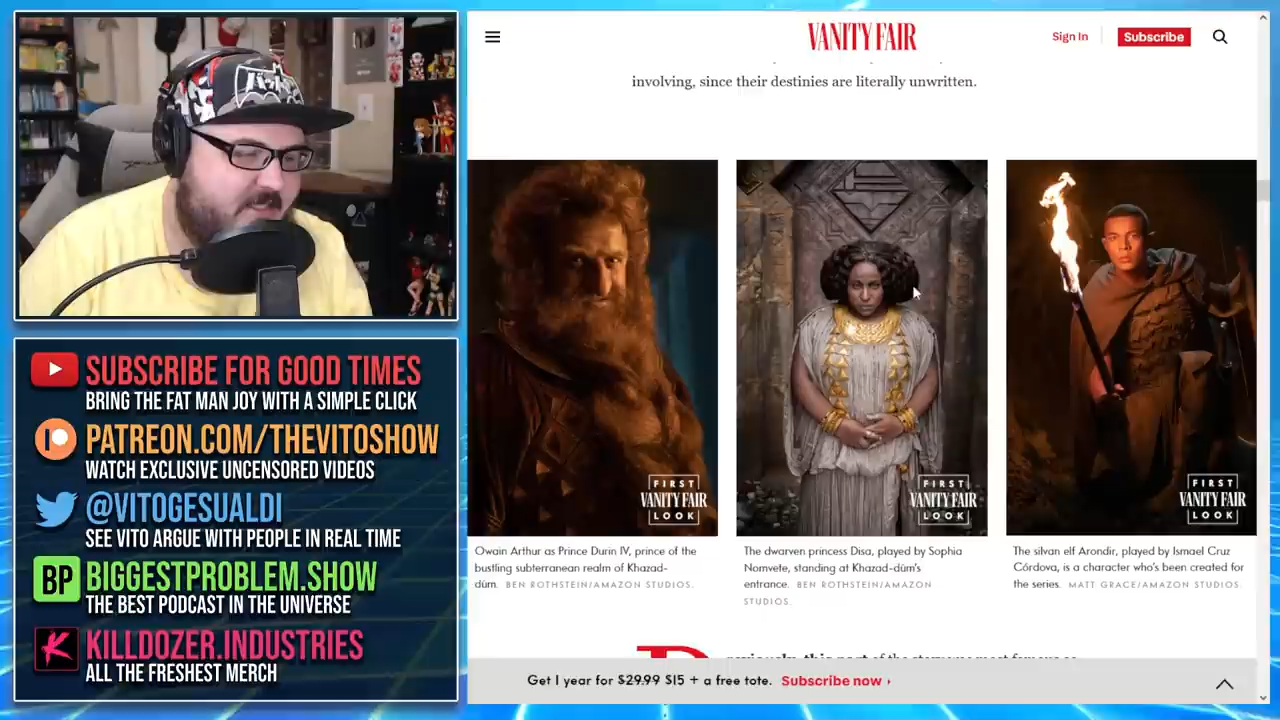 SUBSCRIBE FOR GOOD TIMES
BRING THE FAT MAN JOY WITH A SIMPLE CLICK
PATREON.COM/THEVITOSHOW
WATCH EXCLUSIVE UNCENSORED VIDEOS
@VITOGESUALDI
SEE VITO ARGUE WITH PEOPLE IN REAL TIME
BP BIGGESTPROBLEM.SHOW
THE BEST PODCAST IN THE UNIVERSE
K KILLDOZER.INDUSTRIES
ALL THE FRESHEST MERCH
VANITY FAIR
Sign In
Subscribe
involving, since their destinies are literally unwritten.
FIRST
VANITY FAIR
LOOK
FIRST
VANITY FAIR
LOOK
FIRST
VANITY FAIR
LOOK
Owain Arthur as Prince Durin IV, prince of the
bustling subterranean realm of Khazad-
dûm. BEN ROTHSTEIN/AMAZON STUDIOS.
The dwarven princess Disa, played by Sophia
Nomvete, standing at Khazad-dûm's
entrance. BEN ROTHSTEIN/AMAZON
STUDIOS.
The silvan elf Arondir, played by Ismael Cruz
Córdova, is a character who's been created for
the series. MATT GRACE/AMAZON STUDIOS.
Get 1 year for $29.99 $15 + a free tote. Subscribe now ›